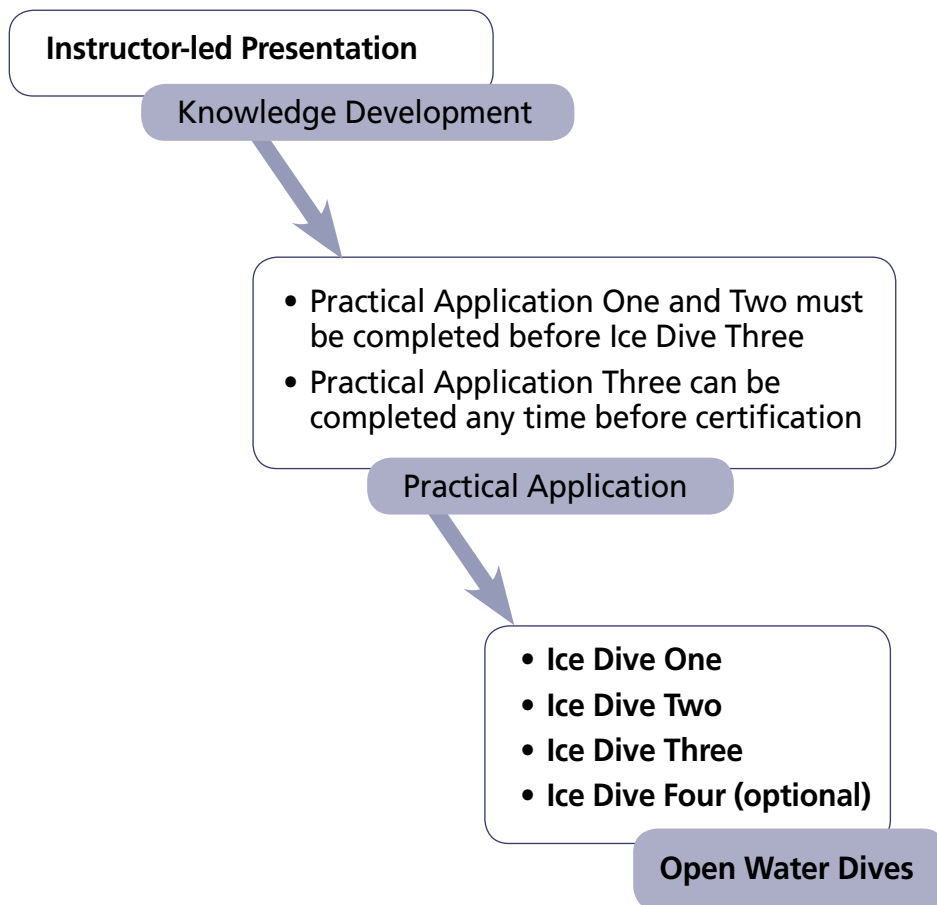 Instructor-led Presentation
Knowledge Development
• Practical Application One and Two must
be completed before Ice Dive Three
• Practical Application Three can be
completed any time before certification
Practical Application
• Ice Dive One
• Ice Dive Two
• Ice Dive Three
• Ice Dive Four (optional)
Open Water Dives